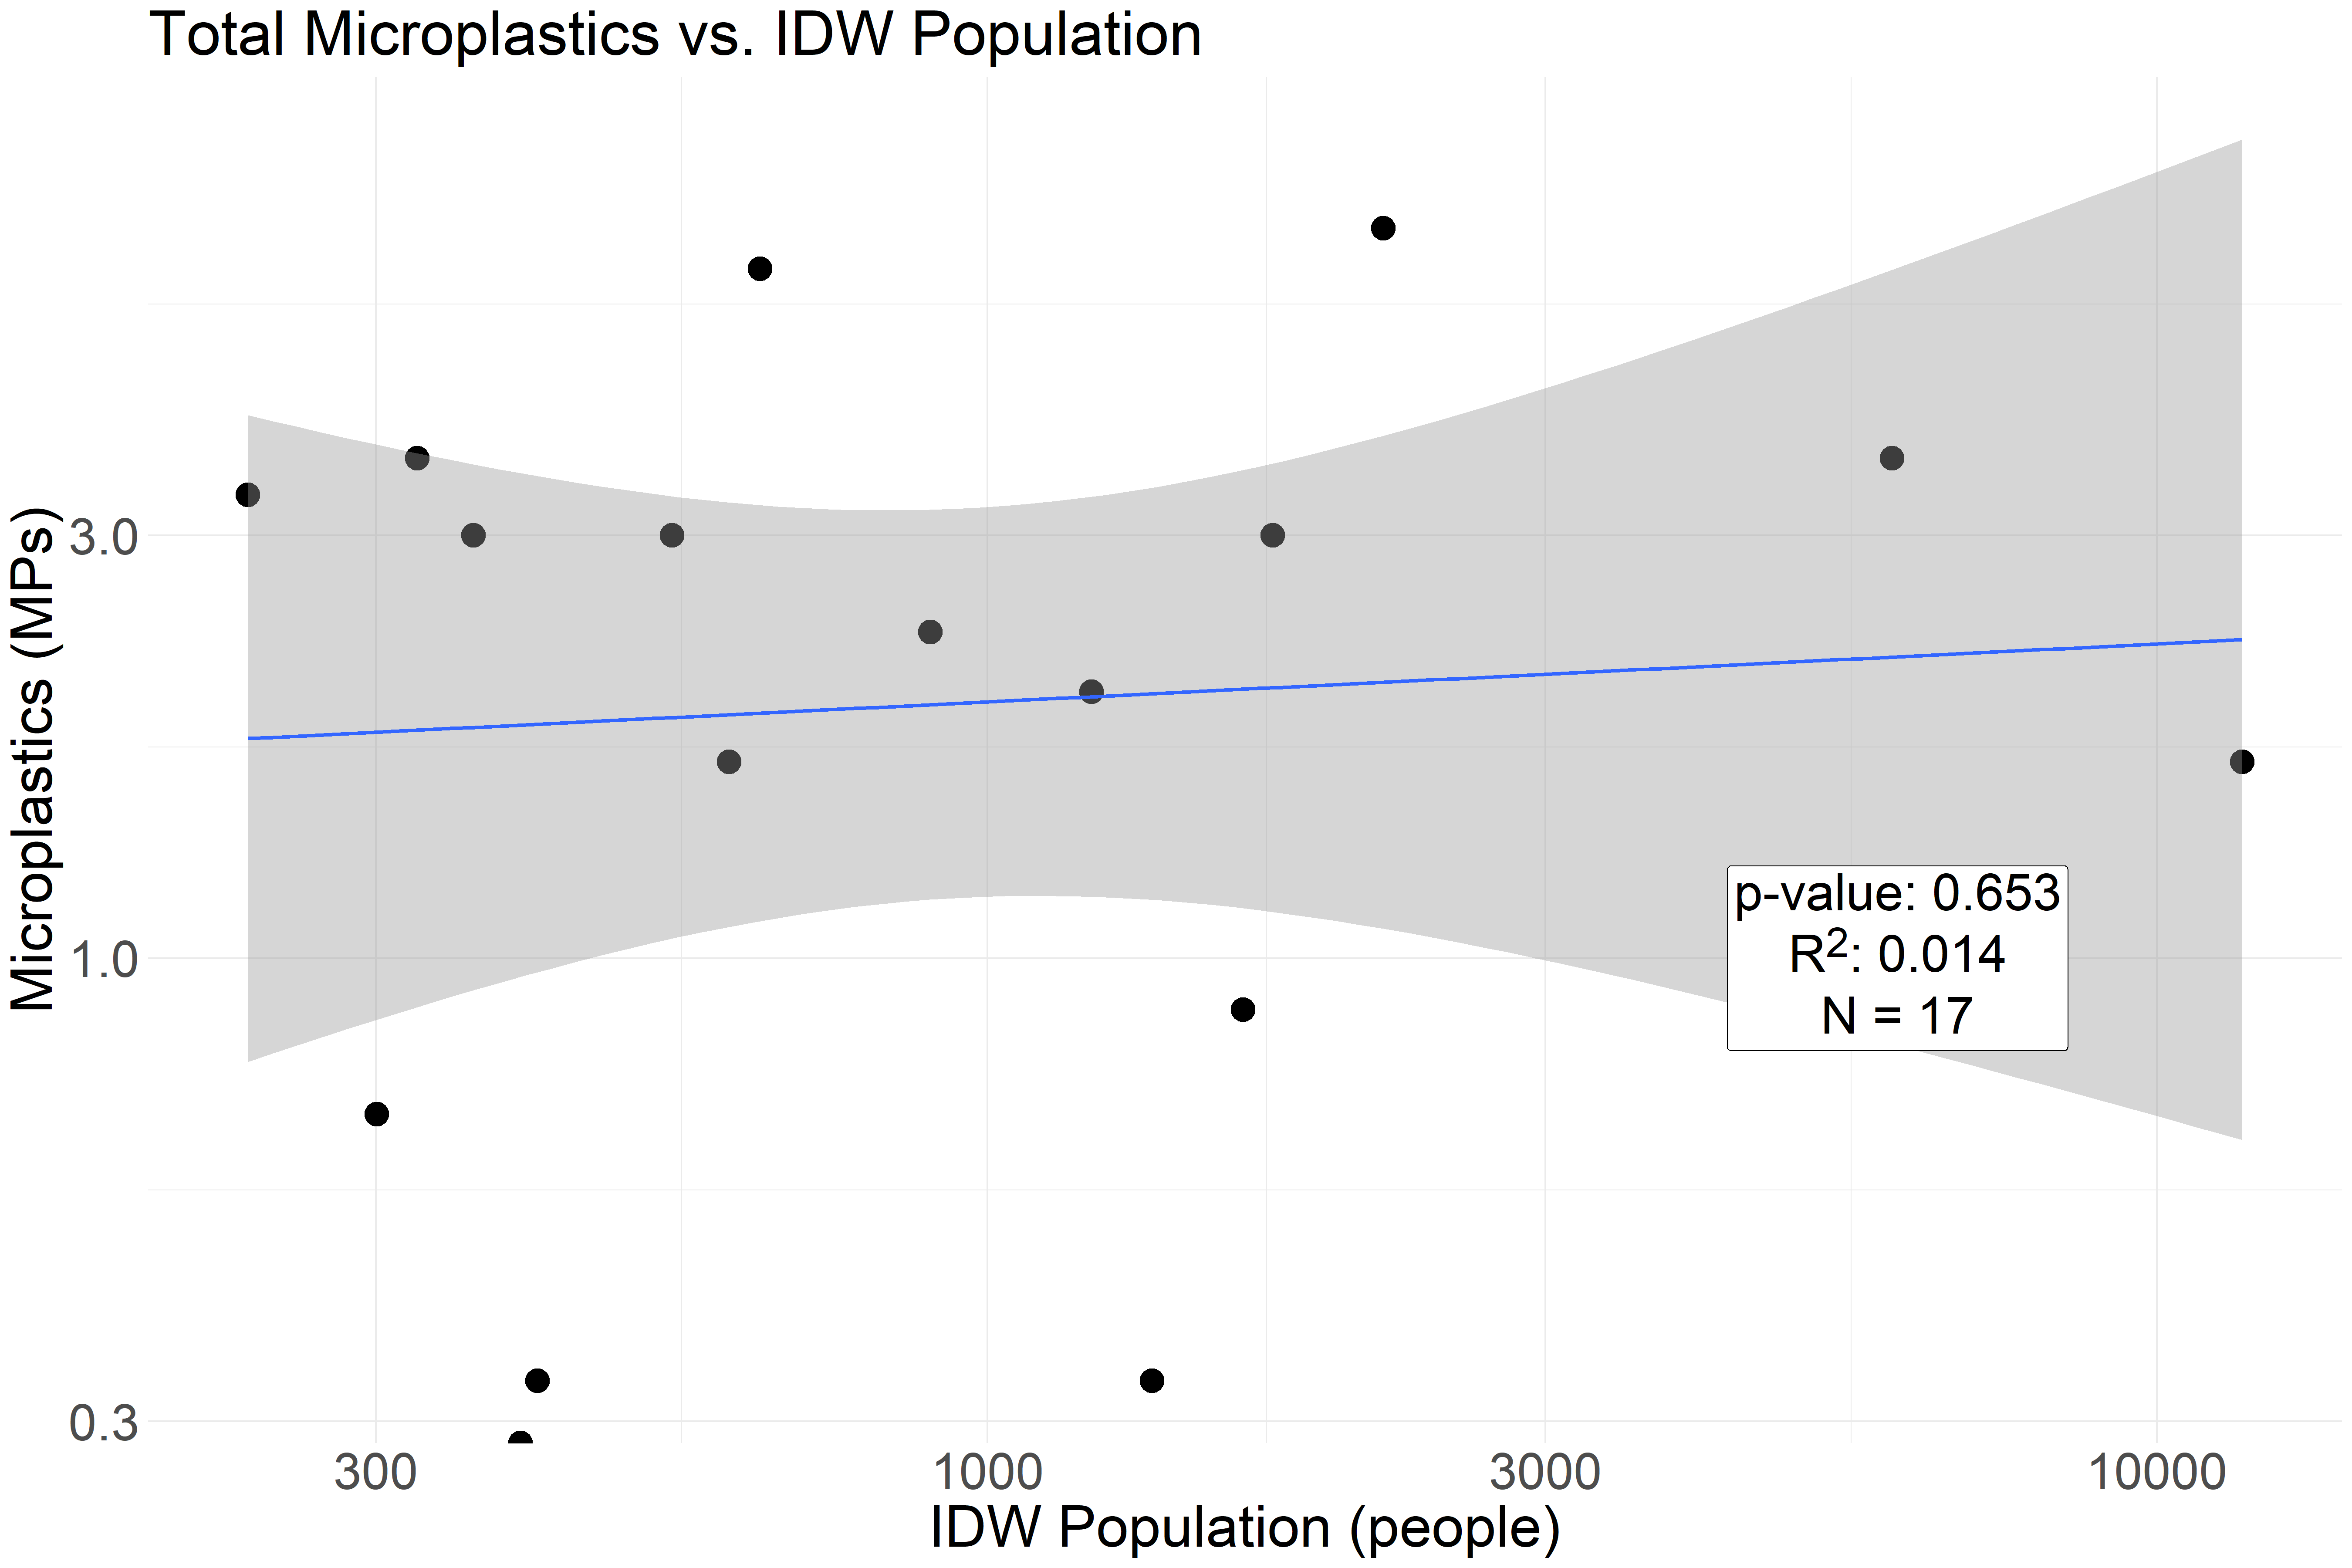 Total Microplastics vs. IDW Population
Microplastics (MPs)
3.0
1.0
0.3
p-value: 0.653
R²: 0.014
N = 17
300 1000 3000 10000
IDW Population (people)